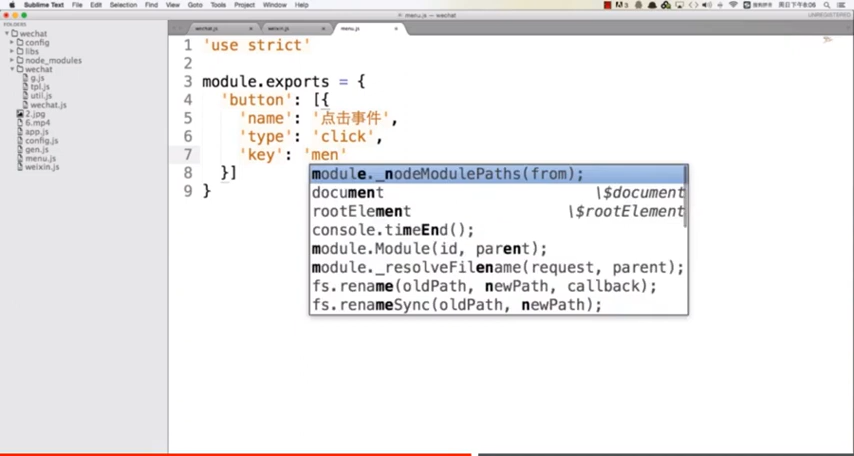 Sublime Text File Edit Selection Find View Goto Tools Project Window Help
menu.js — wechat
UNREGISTERED
FOLDERS
wechat
config
libs
node_modules
wechat
g.js
tpl.js
util.js
wechat.js
2.jpg
6.mp4
app.js
config.js
gen.js
menu.js
weixin.js
wechat.js
weixin.js
menu.js
1 'use strict'
2
3 module.exports = {
4 'button': [{
5 'name': '点击事件',
6 'type': 'click',
7 'key': 'men'
8 }]
9 }
module._nodeModulePaths(from);
document \$document
rootElement \$rootElement
console.timeEnd();
module.Module(id, parent);
module._resolveFilename(request, parent);
fs.rename(oldPath, newPath, callback);
fs.renameSync(oldPath, newPath);